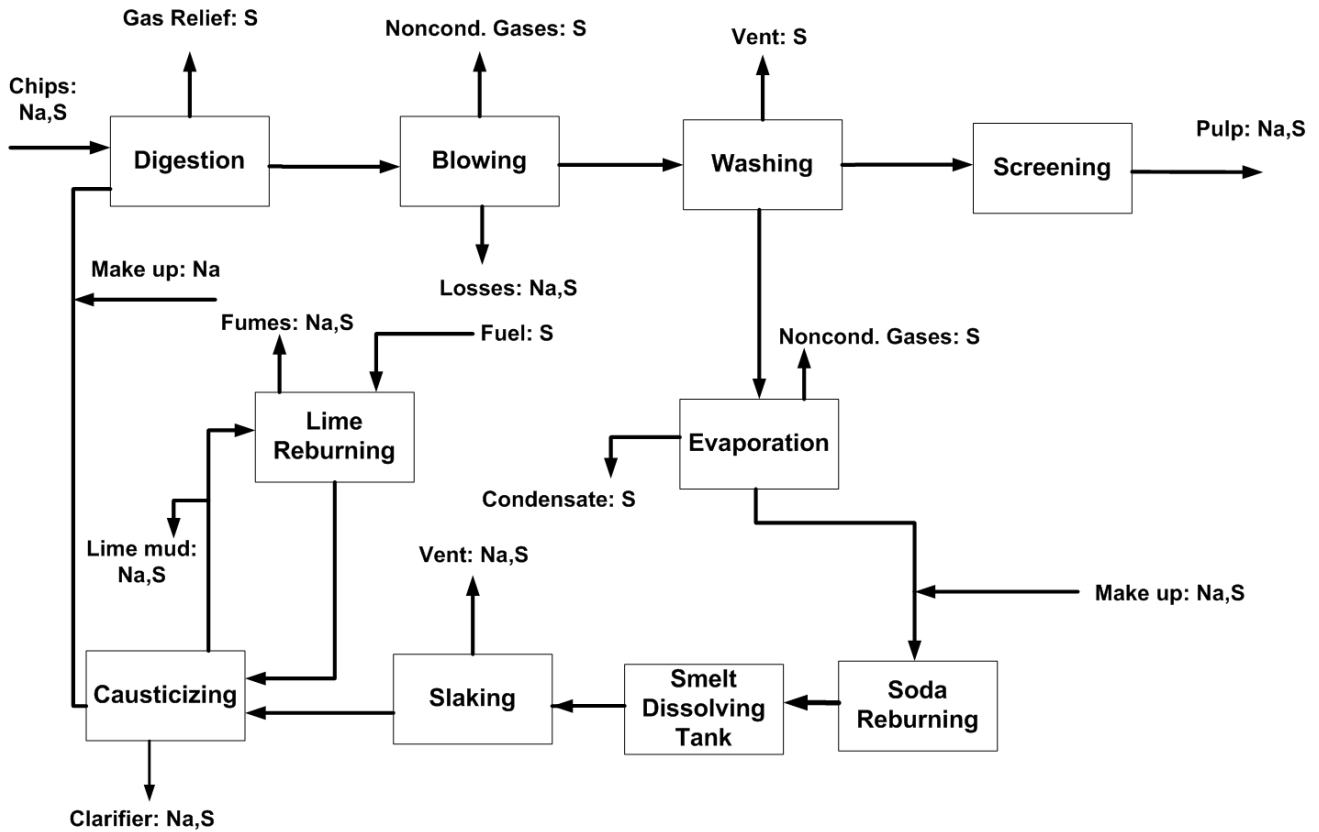 Gas Relief: S
Noncond. Gases: S
Vent: S
Chips:
Na,S
Pulp: Na,S
Digestion
Blowing
Washing
Screening
Make up: Na
Losses: Na,S
Fumes: Na,S
Fuel: S
Noncond. Gases: S
Lime
Reburning
Evaporation
Condensate: S
Lime mud:
Na,S
Vent: Na,S
Make up: Na,S
Causticizing
Slaking
Smelt
Dissolving
Tank
Soda
Reburning
Clarifier: Na,S